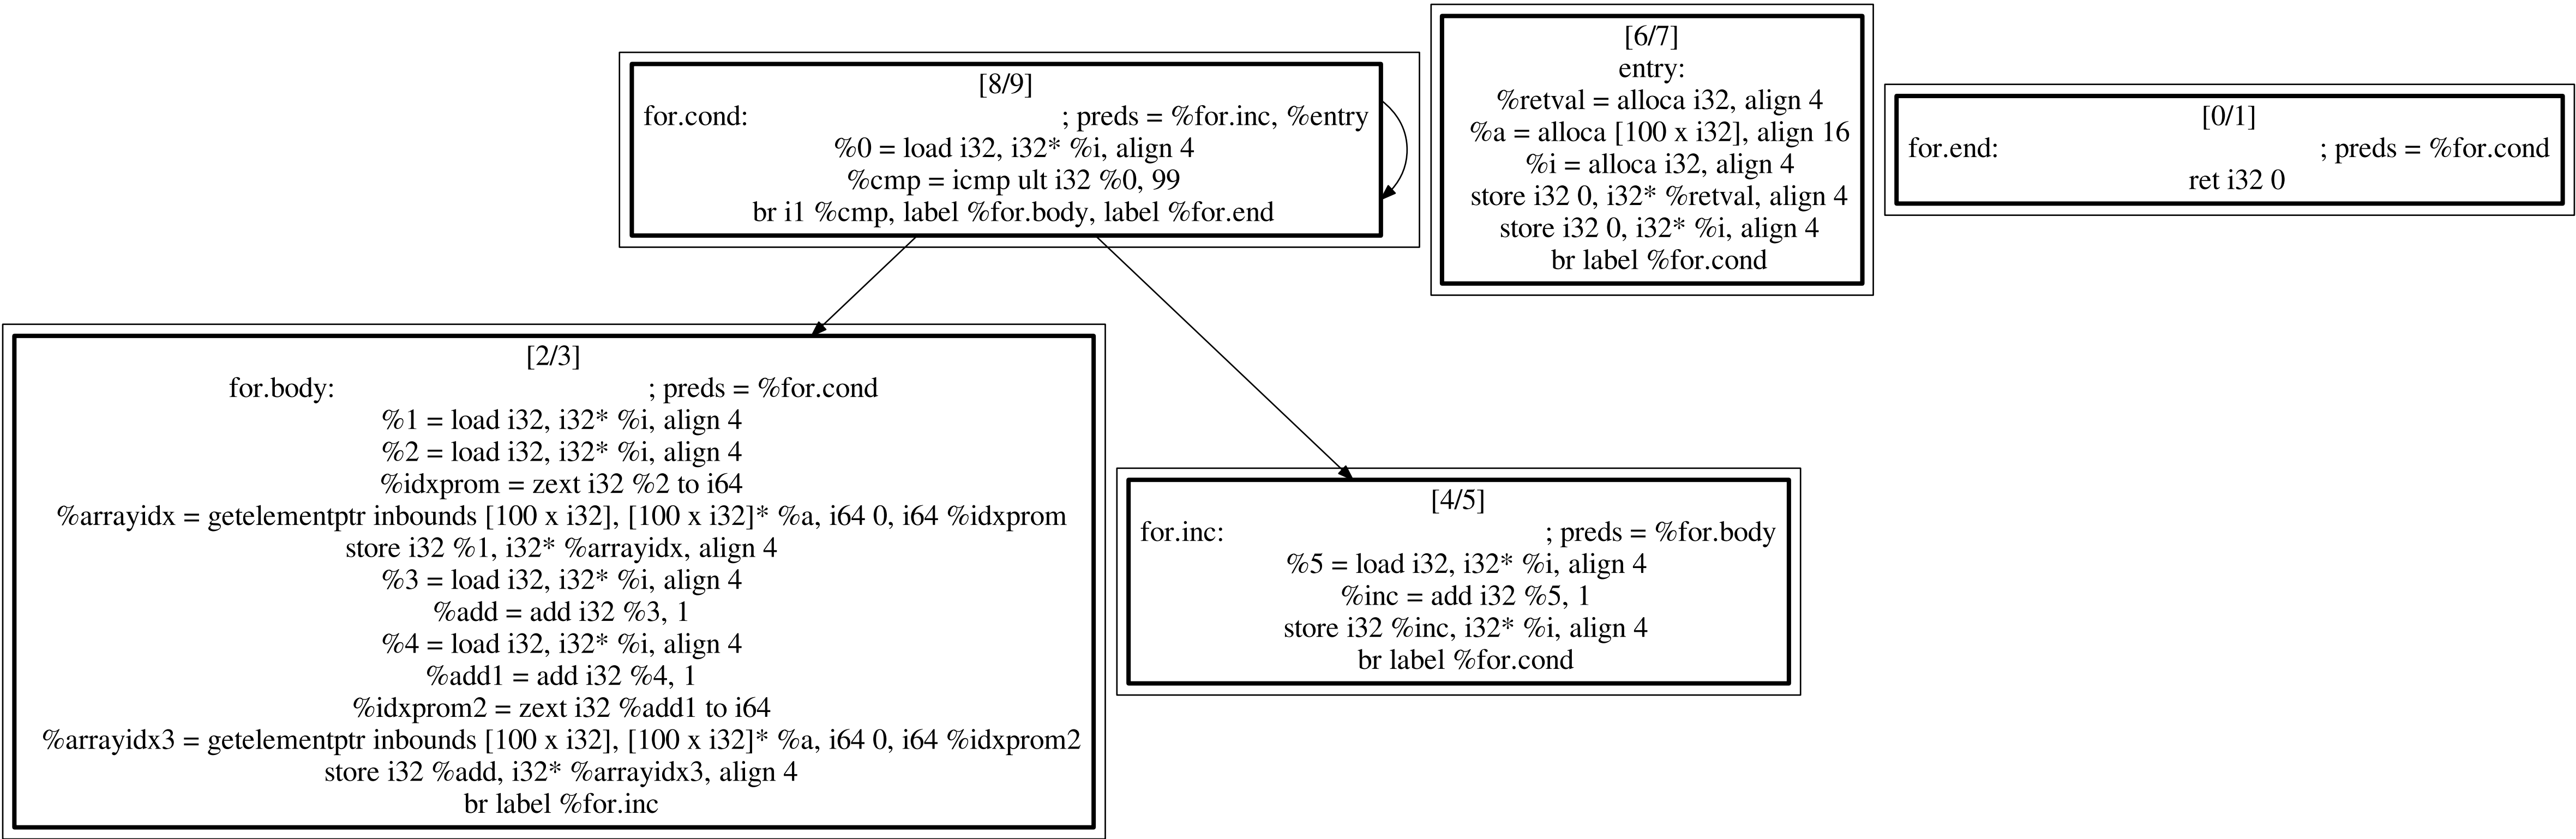 [8/9]
for.cond: ; preds = %for.inc, %entry
%0 = load i32, i32* %i, align 4
%cmp = icmp ult i32 %0, 99
br i1 %cmp, label %for.body, label %for.end
[6/7]
entry:
%retval = alloca i32, align 4
%a = alloca [100 x i32], align 16
%i = alloca i32, align 4
store i32 0, i32* %retval, align 4
store i32 0, i32* %i, align 4
br label %for.cond
[0/1]
for.end: ; preds = %for.cond
ret i32 0
[2/3]
for.body: ; preds = %for.cond
%1 = load i32, i32* %i, align 4
%2 = load i32, i32* %i, align 4
%idxprom = zext i32 %2 to i64
%arrayidx = getelementptr inbounds [100 x i32], [100 x i32]* %a, i64 0, i64 %idxprom
store i32 %1, i32* %arrayidx, align 4
%3 = load i32, i32* %i, align 4
%add = add i32 %3, 1
%4 = load i32, i32* %i, align 4
%add1 = add i32 %4, 1
%idxprom2 = zext i32 %add1 to i64
%arrayidx3 = getelementptr inbounds [100 x i32], [100 x i32]* %a, i64 0, i64 %idxprom2
store i32 %add, i32* %arrayidx3, align 4
br label %for.inc
[4/5]
for.inc: ; preds = %for.body
%5 = load i32, i32* %i, align 4
%inc = add i32 %5, 1
store i32 %inc, i32* %i, align 4
br label %for.cond